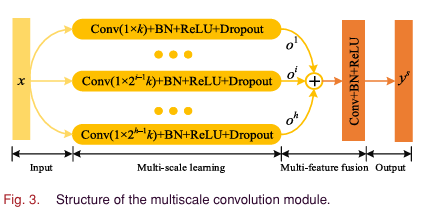 Conv(1×k)+BN+ReLU+Dropout
o¹
x
Conv(1×2ⁱ⁻¹k)+BN+ReLU+Dropout
oⁱ
+
Conv+BN+ReLU
yˢ
Conv(1×2ʰ⁻¹k)+BN+ReLU+Dropout
oʰ
Input
Multi-scale learning
Multi-feature fusion
Output
Fig. 3. Structure of the multiscale convolution module.